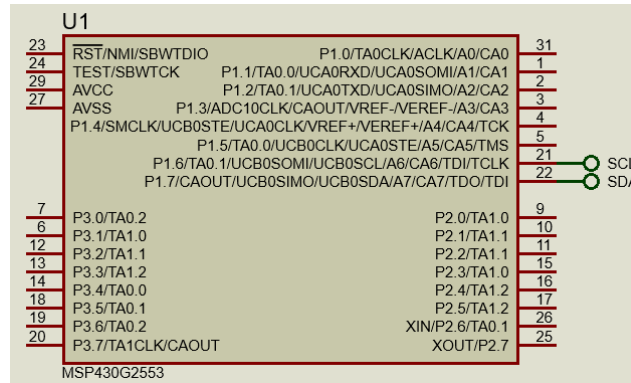 U1
23 RST/NMI/SBWTDIO P1.0/TA0CLK/ACLK/A0/CA0 31
24 TEST/SBWTCK P1.1/TA0.0/UCA0RXD/UCA0SOMI/A1/CA1 1
29 AVCC P1.2/TA0.1/UCA0TXD/UCA0SIMO/A2/CA2 2
27 AVSS P1.3/ADC10CLK/CAOUT/VREF-/VEREF-/A3/CA3 3
P1.4/SMCLK/UCB0STE/UCA0CLK/VREF+/VEREF+/A4/CA4/TCK 4
P1.5/TA0.0/UCB0CLK/UCA0STE/A5/CA5/TMS 5
P1.6/TA0.1/UCB0SOMI/UCB0SCL/A6/CA6/TDI/TCLK 21 SCL
P1.7/CAOUT/UCB0SIMO/UCB0SDA/A7/CA7/TDO/TDI 22 SDA
7 P3.0/TA0.2 P2.0/TA1.0 9
6 P3.1/TA1.0 P2.1/TA1.1 10
12 P3.2/TA1.1 P2.2/TA1.1 11
13 P3.3/TA1.2 P2.3/TA1.0 15
14 P3.4/TA0.0 P2.4/TA1.2 16
18 P3.5/TA0.1 P2.5/TA1.2 17
19 P3.6/TA0.2 XIN/P2.6/TA0.1 26
20 P3.7/TA1CLK/CAOUT XOUT/P2.7 25
MSP430G2553